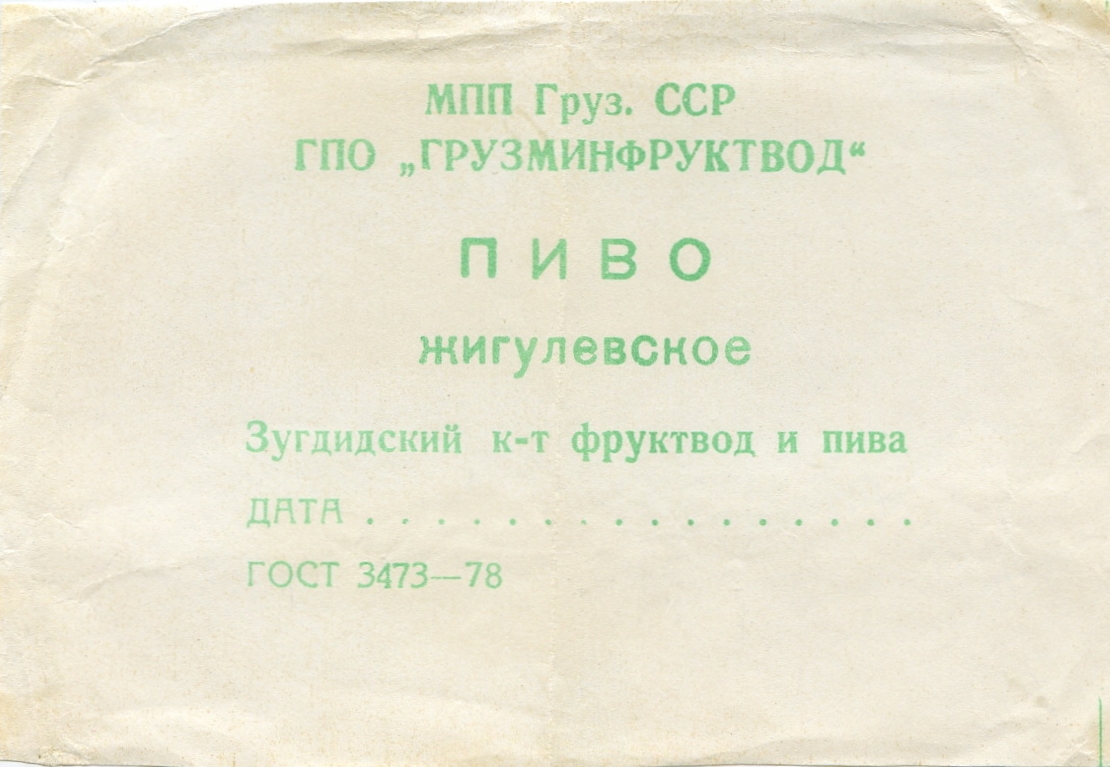 МПП Груз. ССР
ГПО „ГРУЗМИНФРУКТВОД“
ПИВО
жигулевское
Зугдидский к-т фруктвод и пива
ДАТА . . . . . . . . . . . . . . . .
ГОСТ 3473—78